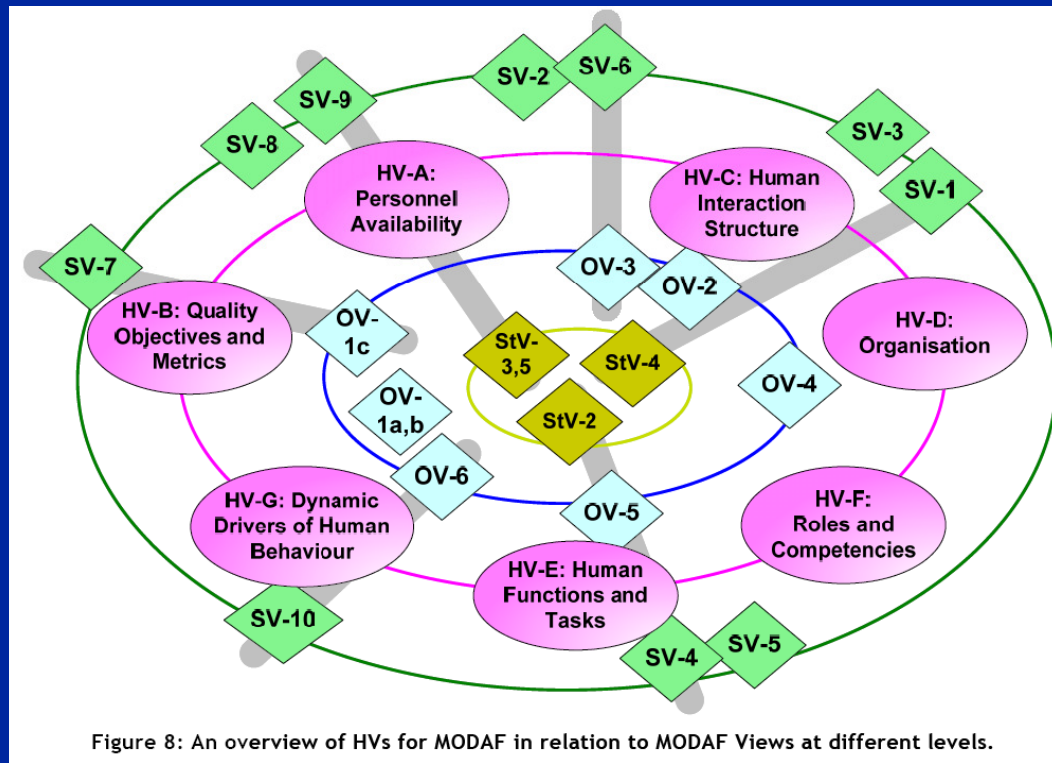 SV-2
SV-6
SV-9
SV-3
SV-8
SV-1
HV-A:
Personnel
Availability
HV-C: Human
Interaction
Structure
SV-7
OV-3
OV-2
HV-B: Quality
Objectives and
Metrics
OV-
1c
StV-
3,5
StV-4
HV-D:
Organisation
OV-4
OV-
1a,b
StV-2
OV-6
OV-5
HV-G: Dynamic
Drivers of Human
Behaviour
HV-F:
Roles and
Competencies
HV-E: Human
Functions and
Tasks
SV-10
SV-4
SV-5
Figure 8: An overview of HVs for MODAF in relation to MODAF Views at different levels.